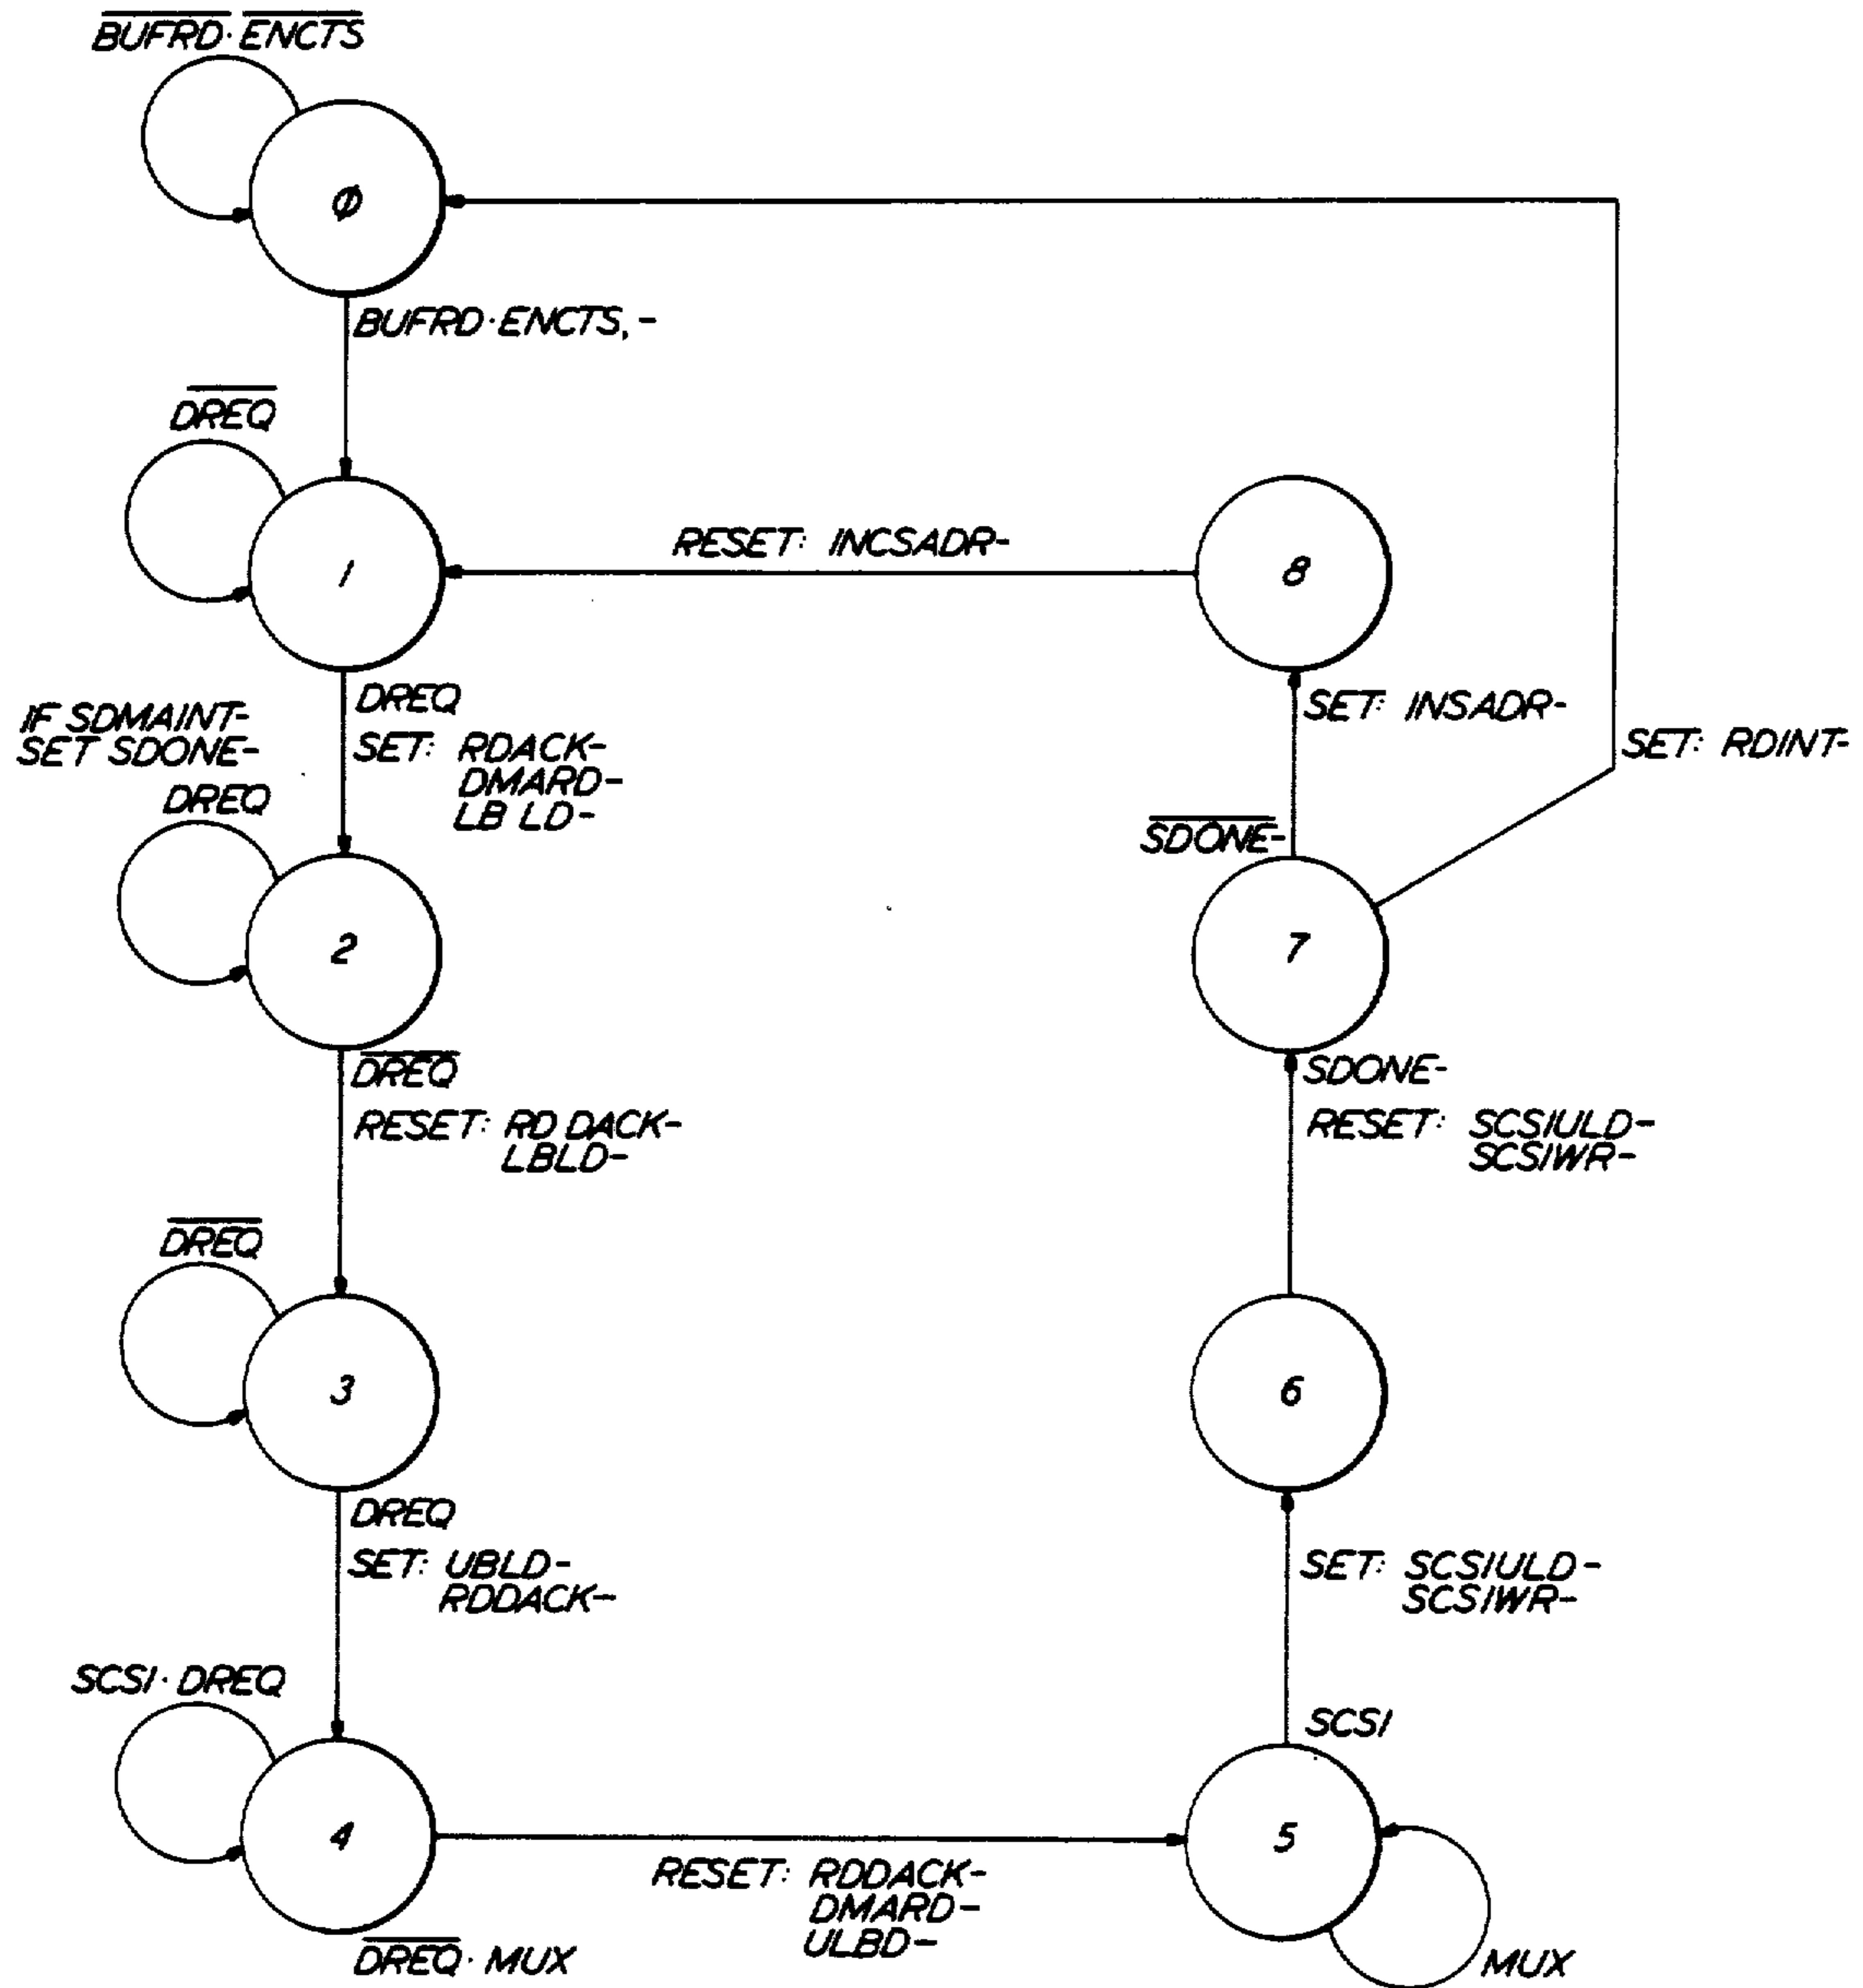 BUFRD· ENCTS
Ø
BUFRD·ENCTS, -
DREQ
1
RESET: INCSADR-
8
DREQ
SET: RDACK-
DMARD-
LB LD-
IF SDMAINT-
SET SDONE-
DREQ
2
SET: INSADR-
SET: RDINT-
SDONE-
7
DREQ
RESET: RD DACK-
LBLD-
SDONE-
RESET: SCSIULD-
SCSIWR-
DREQ
3
6
DREQ
SET: UBLD-
RDDACK-
SET: SCSIULD-
SCSIWR-
SCSI· DREQ
4
SCSI
5
RESET: RDDACK-
DMARD-
ULBD-
DREQ· MUX
MUX